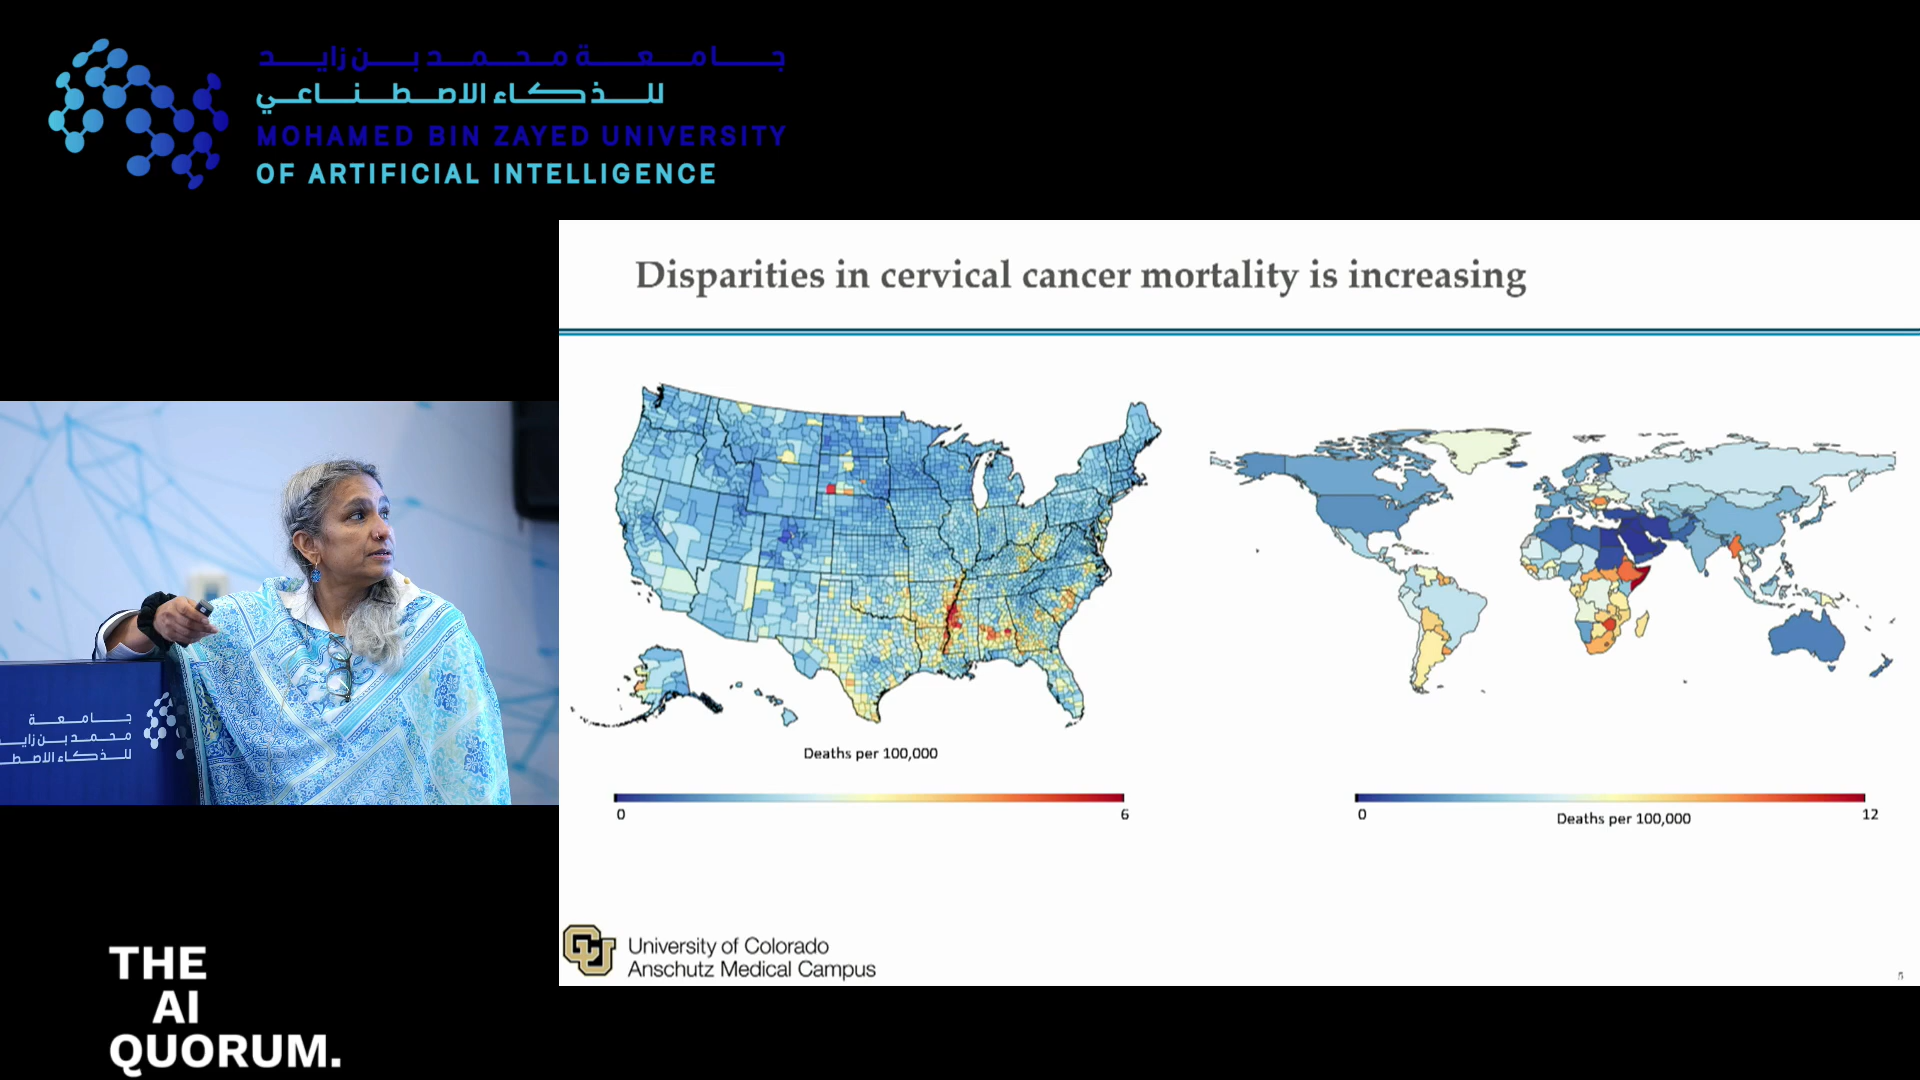 جامعة محمد بن زايد
للذكاء الاصطناعي
MOHAMED BIN ZAYED UNIVERSITY
OF ARTIFICIAL INTELLIGENCE
Disparities in cervical cancer mortality is increasing
Deaths per 100,000
0 6
0 12
Deaths per 100,000
University of Colorado
Anschutz Medical Campus
5
جامعة
محمد بن زايد
للذكاء الاصط
THE
AI
QUORUM.